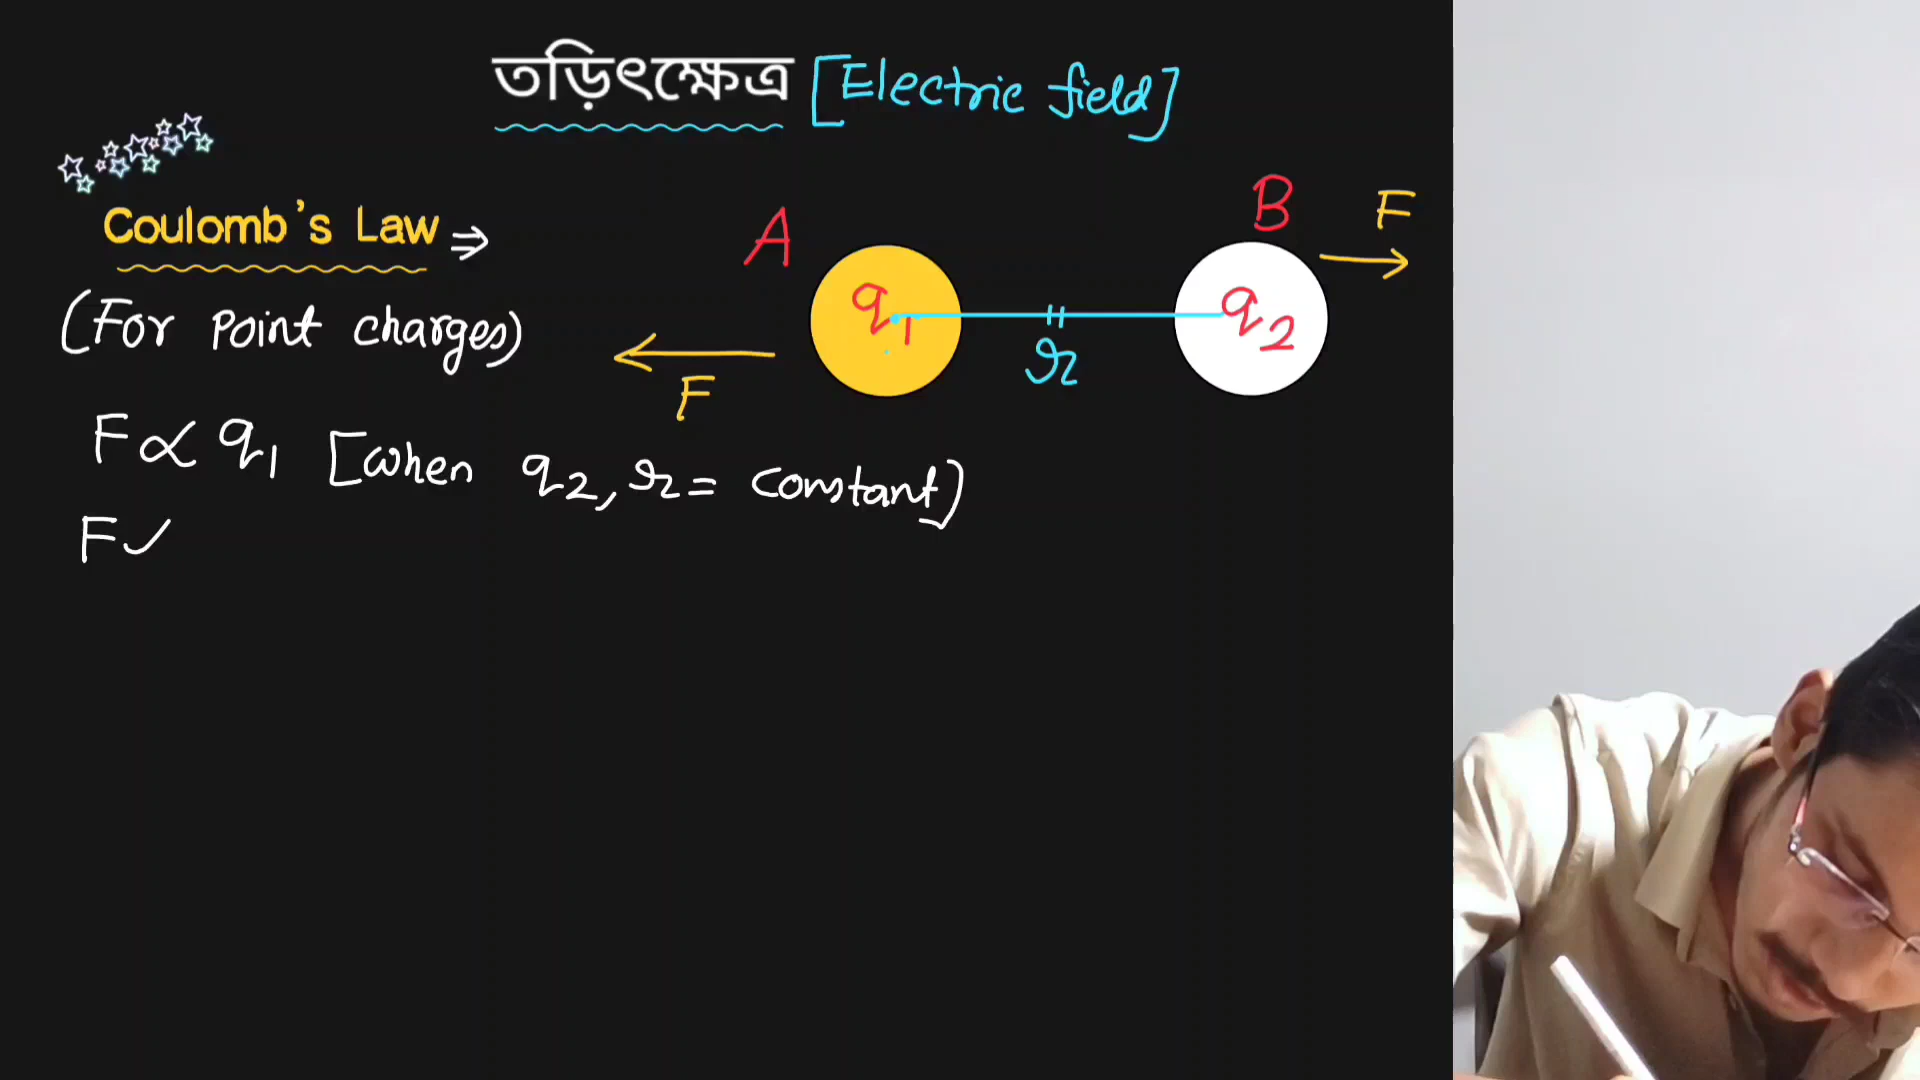 তড়িৎক্ষেত্র [Electric field]
Coulomb's Law ⇒
(For point charges)
A
B
F
q1
q2
r
F
F ∝ q1 [when q2, r = constant]
F